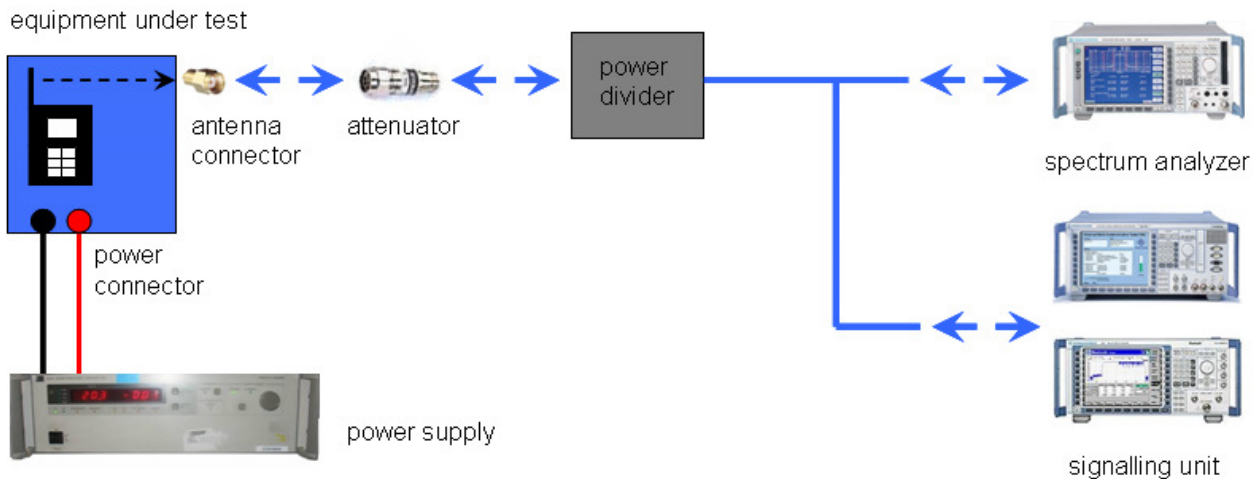 equipment under test
power
divider
antenna
connector
attenuator
spectrum analyzer
power
connector
power supply
signalling unit